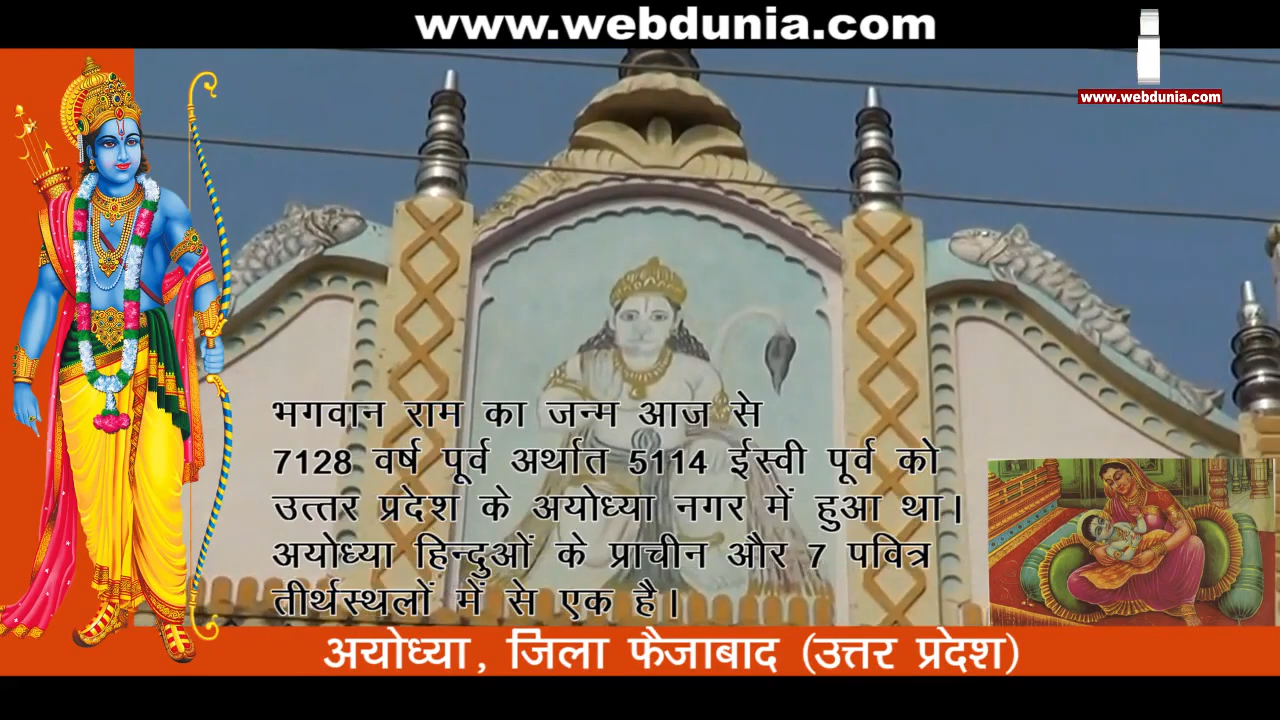 www.webdunia.com
www.webdunia.com
भगवान राम का जन्म आज से
7128 वर्ष पूर्व अर्थात 5114 ईस्वी पूर्व को
उत्तर प्रदेश के अयोध्या नगर में हुआ था।
अयोध्या हिन्दुओं के प्राचीन और 7 पवित्र
तीर्थस्थलों में से एक है।
अयोध्या, जिला फैजाबाद (उत्तर प्रदेश)